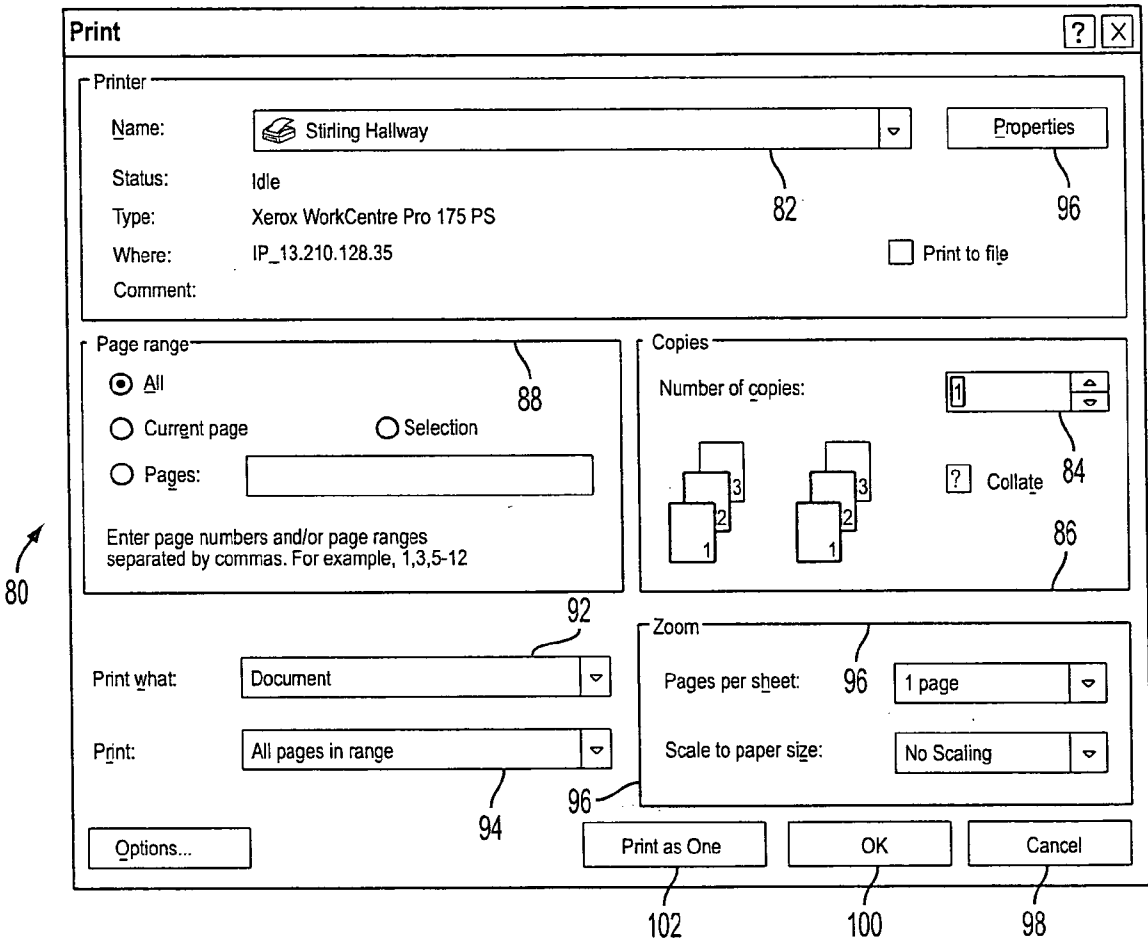 Print
? X
Printer
Name: Stirling Hallway Properties
Status: Idle
82 96
Type: Xerox WorkCentre Pro 175 PS
Where: IP_13.210.128.35 Print to file
Comment:
Page range
88
All
Current page Selection
Pages:
Enter page numbers and/or page ranges
separated by commas. For example, 1,3,5-12
Copies
Number of copies: 1
84
3 2 1 3 2 1
? Collate
86
80
92
Print what: Document
Print: All pages in range
94
Zoom
96
Pages per sheet: 1 page
Scale to paper size: No Scaling
96
Options... Print as One OK Cancel
102 100 98